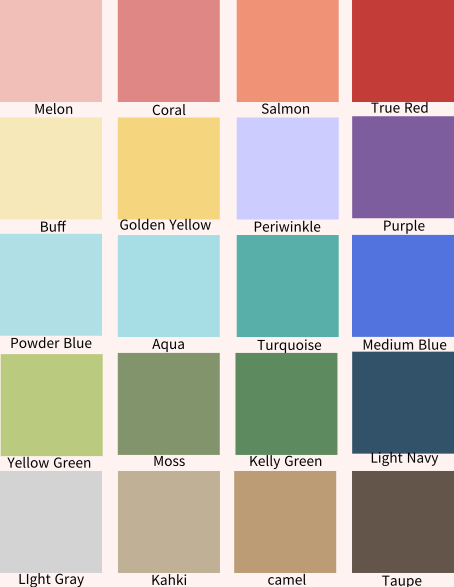 Melon
Coral
Salmon
True Red
Buff
Golden Yellow
Periwinkle
Purple
Powder Blue
Aqua
Turquoise
Medium Blue
Yellow Green
Moss
Kelly Green
Light Navy
LIght Gray
Kahki
camel
Taupe